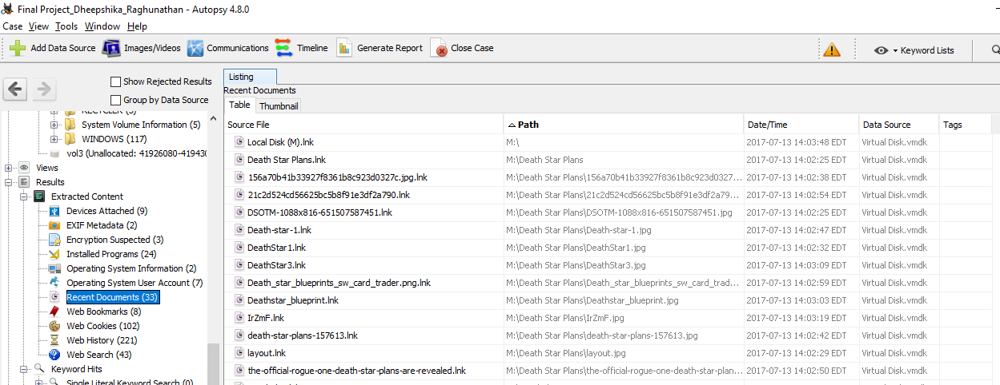 Final Project_Dheepshika_Raghunathan - Autopsy 4.8.0
Case View Tools Window Help
Add Data Source Images/Videos Communications Timeline Generate Report Close Case Keyword Lists
Show Rejected Results
Group by Data Source
System Volume Information (5)
WINDOWS (117)
vol3 (Unallocated: 41926080-419430
Views
Results
Extracted Content
Devices Attached (9)
EXIF Metadata (2)
Encryption Suspected (3)
Installed Programs (24)
Operating System Information (2)
Operating System User Account (7)
Recent Documents (33)
Web Bookmarks (8)
Web Cookies (102)
Web History (221)
Web Search (43)
Keyword Hits
Single Literal Keyword Search (0)
Listing
Recent Documents
Table Thumbnail
Source File Path Date/Time Data Source Tags
Local Disk (M).lnk M:\ 2017-07-13 14:03:48 EDT Virtual Disk.vmdk
Death Star Plans.lnk M:\Death Star Plans 2017-07-13 14:02:25 EDT Virtual Disk.vmdk
156a70b41b33927f8361b8c923d0327c.jpg.lnk M:\Death Star Plans\156a70b41b33927f8361b8c923d0327... 2017-07-13 14:02:38 EDT Virtual Disk.vmdk
21c2d524cd56625bc5b8f91e3df2a790.lnk M:\Death Star Plans\21c2d524cd56625bc5b8f91e3df2a79... 2017-07-13 14:02:54 EDT Virtual Disk.vmdk
DSOTM-1088x816-651507587451.lnk M:\Death Star Plans\DSOTM-1088x816-651507587451.jpg 2017-07-13 14:02:25 EDT Virtual Disk.vmdk
Death-star-1.lnk M:\Death Star Plans\Death-star-1.jpg 2017-07-13 14:02:47 EDT Virtual Disk.vmdk
DeathStar1.lnk M:\Death Star Plans\DeathStar1.jpg 2017-07-13 14:02:32 EDT Virtual Disk.vmdk
DeathStar3.lnk M:\Death Star Plans\DeathStar3.jpg 2017-07-13 14:03:09 EDT Virtual Disk.vmdk
Death_star_blueprints_sw_card_trader.png.lnk M:\Death Star Plans\Death_star_blueprints_sw_card_trad... 2017-07-13 14:02:59 EDT Virtual Disk.vmdk
Deathstar_blueprint.lnk M:\Death Star Plans\Deathstar_blueprint.jpg 2017-07-13 14:03:03 EDT Virtual Disk.vmdk
IrZmF.lnk M:\Death Star Plans\IrZmF.jpg 2017-07-13 14:03:19 EDT Virtual Disk.vmdk
death-star-plans-157613.lnk M:\Death Star Plans\death-star-plans-157613.jpg 2017-07-13 14:02:42 EDT Virtual Disk.vmdk
layout.lnk M:\Death Star Plans\layout.jpg 2017-07-13 14:02:29 EDT Virtual Disk.vmdk
the-official-rogue-one-death-star-plans-are-revealed.lnk M:\Death Star Plans\the-official-rogue-one-death-star-plan... 2017-07-13 14:02:50 EDT Virtual Disk.vmdk